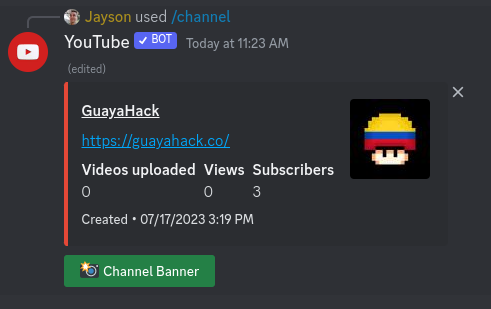 Jayson used /channel
YouTube ✓ BOT Today at 11:23 AM
(edited)
GuayaHack
https://guayahack.co/
Videos uploaded Views Subscribers
0 0 3
Created • 07/17/2023 3:19 PM
Channel Banner